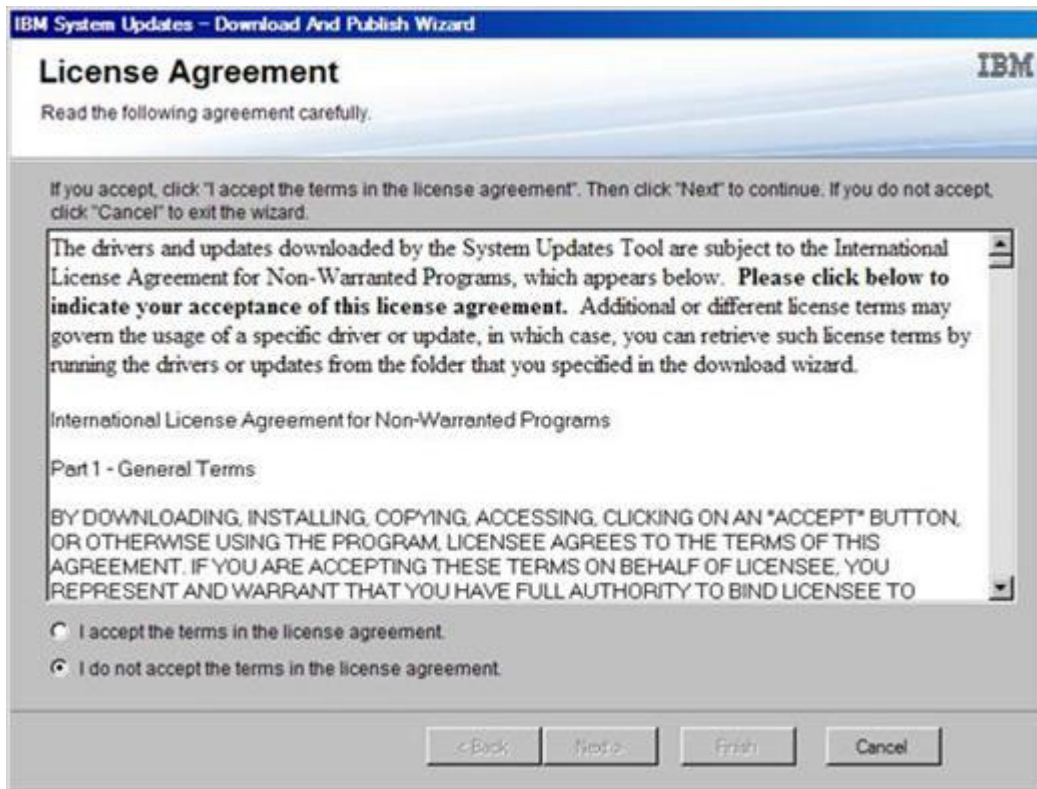 IBM System Updates – Download And Publish Wizard
License Agreement
IBM
Read the following agreement carefully.
If you accept, click "I accept the terms in the license agreement". Then click "Next" to continue. If you do not accept,
click "Cancel" to exit the wizard.
The drivers and updates downloaded by the System Updates Tool are subject to the International
License Agreement for Non-Warranted Programs, which appears below. Please click below to
indicate your acceptance of this license agreement. Additional or different license terms may
govern the usage of a specific driver or update, in which case, you can retrieve such license terms by
running the drivers or updates from the folder that you specified in the download wizard.
International License Agreement for Non-Warranted Programs
Part 1 - General Terms
BY DOWNLOADING, INSTALLING, COPYING, ACCESSING, CLICKING ON AN "ACCEPT" BUTTON,
OR OTHERWISE USING THE PROGRAM, LICENSEE AGREES TO THE TERMS OF THIS
AGREEMENT. IF YOU ARE ACCEPTING THESE TERMS ON BEHALF OF LICENSEE, YOU
REPRESENT AND WARRANT THAT YOU HAVE FULL AUTHORITY TO BIND LICENSEE TO
I accept the terms in the license agreement.
I do not accept the terms in the license agreement.
< Back Next > Finish Cancel